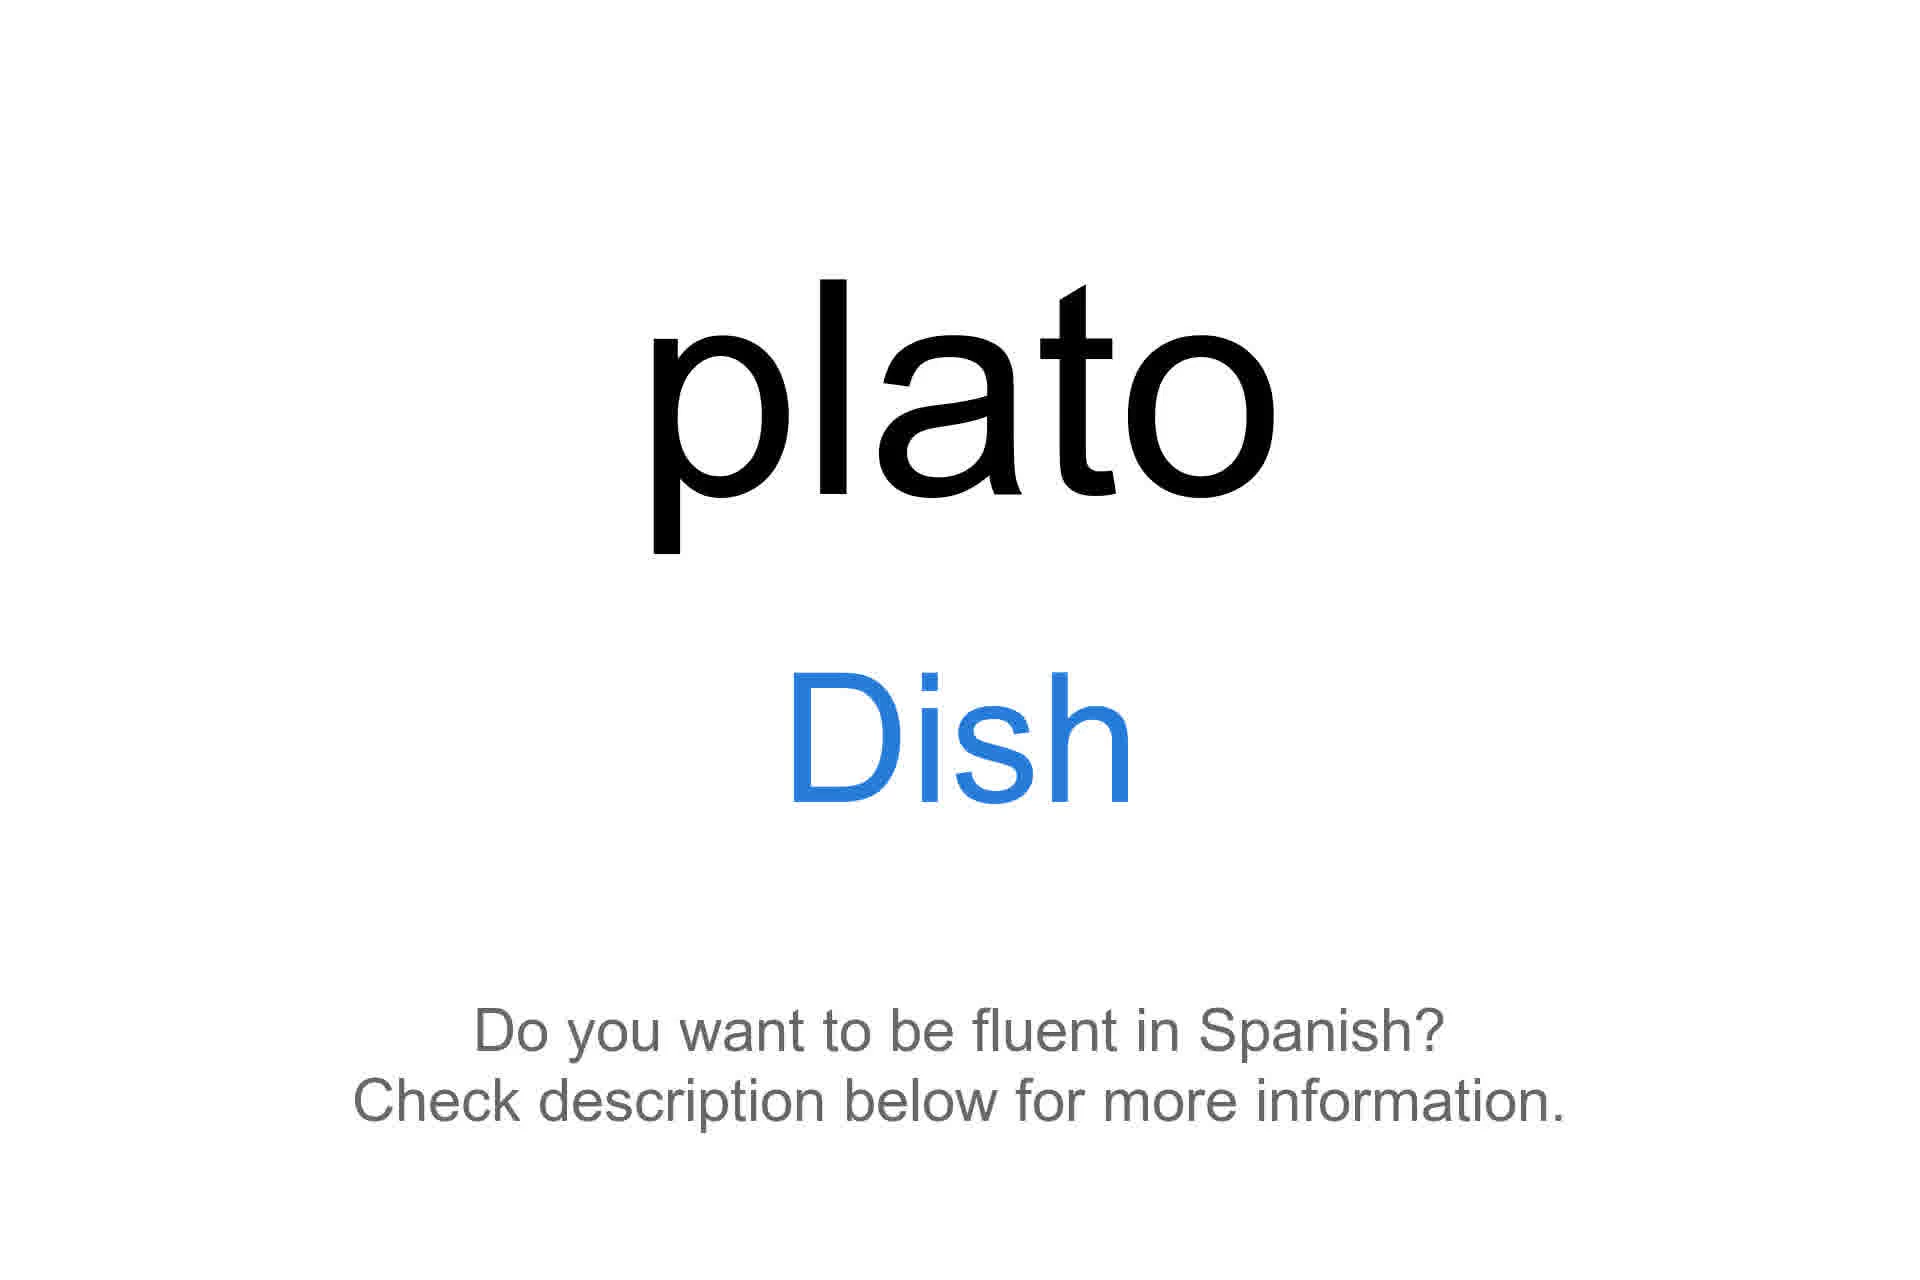 plato
Dish
Do you want to be fluent in Spanish?
Check description below for more information.